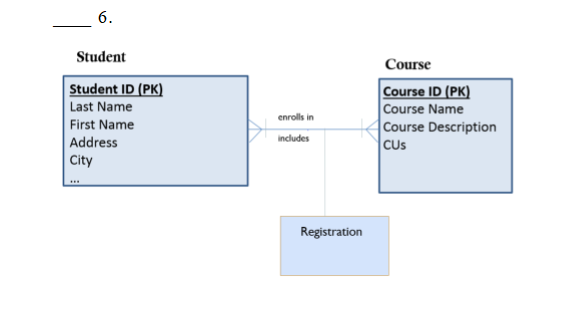 ____ 6.
Student
Student ID (PK)
Last Name
First Name
Address
City
...
enrolls in
includes
Course
Course ID (PK)
Course Name
Course Description
CUs
Registration